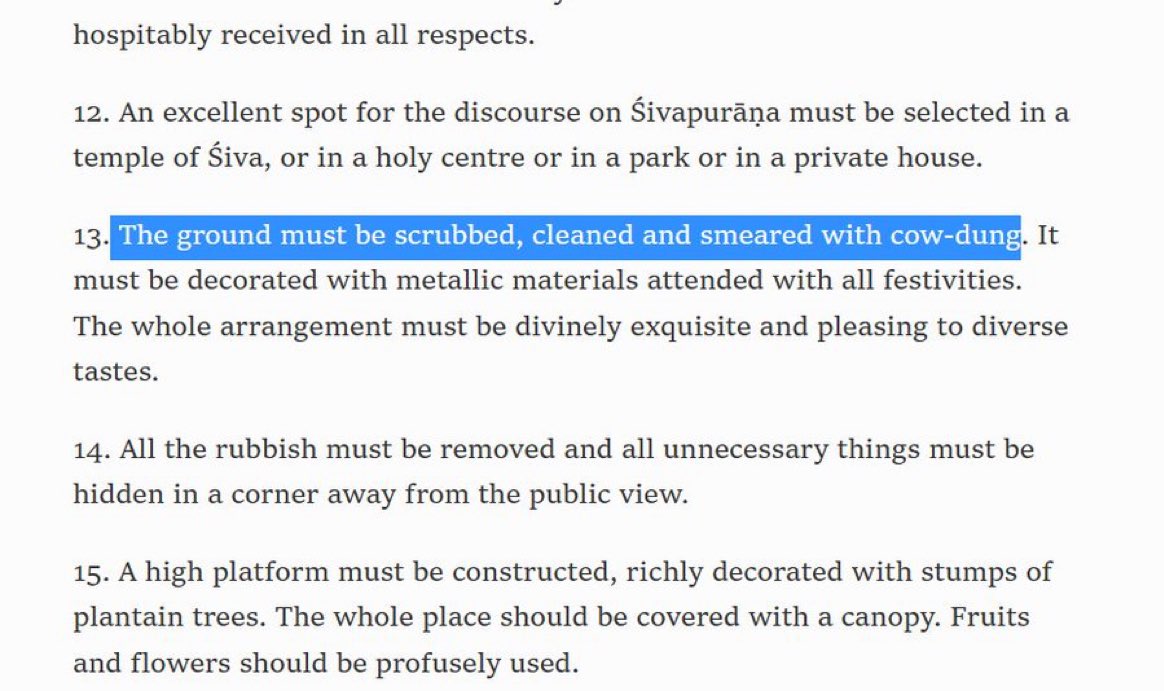 hospitably received in all respects.
12. An excellent spot for the discourse on Śivapurāṇa must be selected in a
temple of Śiva, or in a holy centre or in a park or in a private house.
13. The ground must be scrubbed, cleaned and smeared with cow-dung. It
must be decorated with metallic materials attended with all festivities.
The whole arrangement must be divinely exquisite and pleasing to diverse
tastes.
14. All the rubbish must be removed and all unnecessary things must be
hidden in a corner away from the public view.
15. A high platform must be constructed, richly decorated with stumps of
plantain trees. The whole place should be covered with a canopy. Fruits
and flowers should be profusely used.